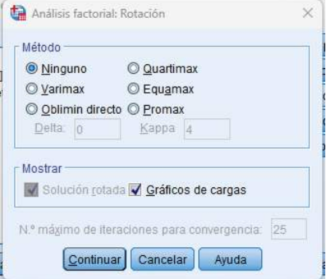 Análisis factorial: Rotación
Método
Ninguno Quartimax
Varimax Equamax
Oblimin directo Promax
Delta: 0 Kappa 4
Mostrar
Solución rotada Gráficos de cargas
N.º máximo de iteraciones para convergencia: 25
Continuar Cancelar Ayuda